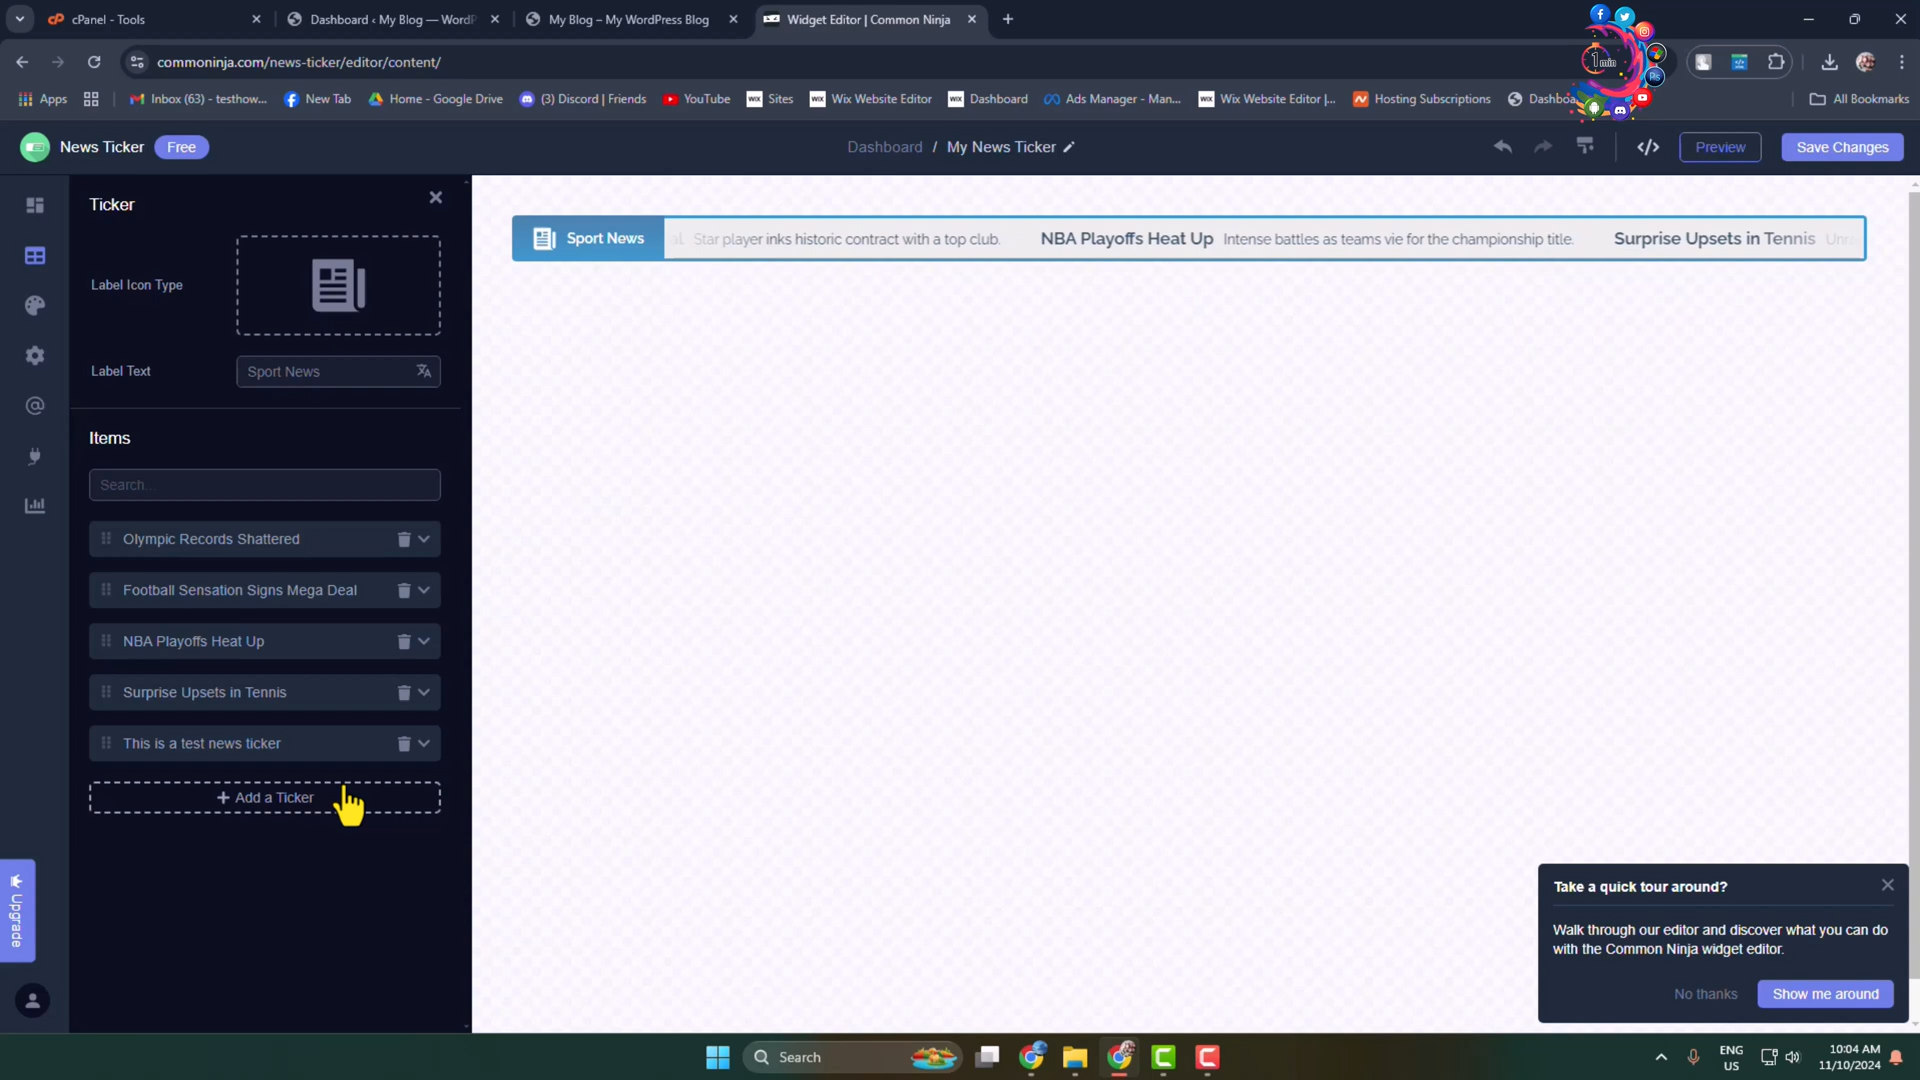 cPanel - Tools
Dashboard ‹ My Blog — WordP
My Blog – My WordPress Blog
Widget Editor | Common Ninja
commoninja.com/news-ticker/editor/content/
1min
Ps
Apps
Inbox (63) - testhow...
New Tab
Home - Google Drive
(3) Discord | Friends
YouTube
WIX Sites
WIX Wix Website Editor
WIX Dashboard
Ads Manager - Man...
WIX Wix Website Editor |...
Hosting Subscriptions
Dashboa
All Bookmarks
News Ticker Free
Dashboard / My News Ticker
Preview
Save Changes
Ticker
Label Icon Type
Label Text
Sport News
Items
Search...
Olympic Records Shattered
Football Sensation Signs Mega Deal
NBA Playoffs Heat Up
Surprise Upsets in Tennis
This is a test news ticker
+ Add a Ticker
Upgrade
Sport News
al Star player inks historic contract with a top club. NBA Playoffs Heat Up Intense battles as teams vie for the championship title. Surprise Upsets in Tennis
Take a quick tour around?
Walk through our editor and discover what you can do
with the Common Ninja widget editor.
No thanks
Show me around
Search
ENG
US
10:04 AM
11/10/2024